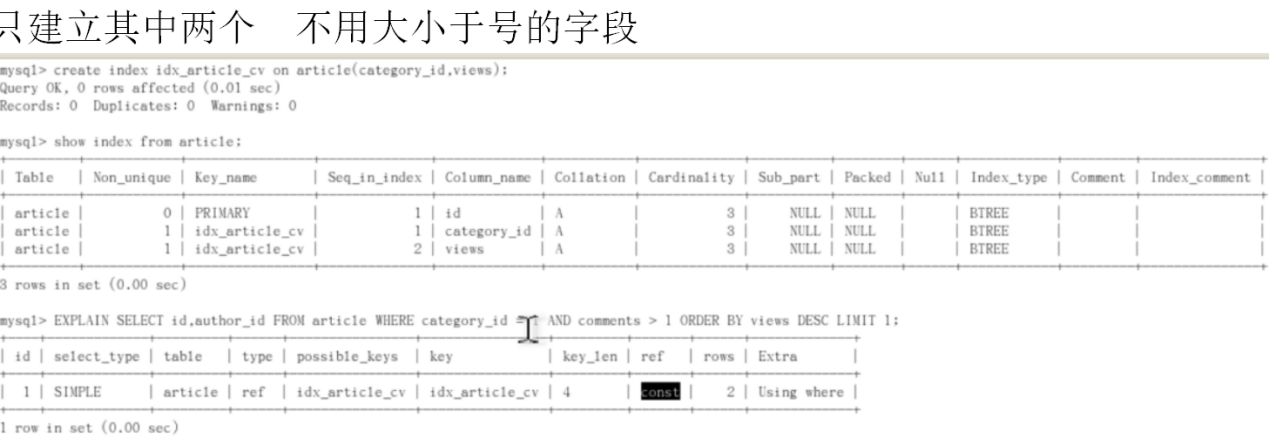 只建立其中两个 不用大小于号的字段
mysql> create index idx_article_cv on article(category_id,views);
Query OK, 0 rows affected (0.01 sec)
Records: 0 Duplicates: 0 Warnings: 0
mysql> show index from article;
| Table | Non_unique | Key_name | Seq_in_index | Column_name | Collation | Cardinality | Sub_part | Packed | Null | Index_type | Comment | Index_comment |
| article | 0 | PRIMARY | 1 | id | A | 3 | NULL | NULL | | BTREE | | |
| article | 1 | idx_article_cv | 1 | category_id | A | 3 | NULL | NULL | | BTREE | | |
| article | 1 | idx_article_cv | 2 | views | A | 3 | NULL | NULL | | BTREE | | |
3 rows in set (0.00 sec)
mysql> EXPLAIN SELECT id,author_id FROM article WHERE category_id = AND comments > 1 ORDER BY views DESC LIMIT 1;
| id | select_type | table | type | possible_keys | key | key_len | ref | rows | Extra |
| 1 | SIMPLE | article | ref | idx_article_cv | idx_article_cv | 4 | const | 2 | Using where |
1 row in set (0.00 sec)